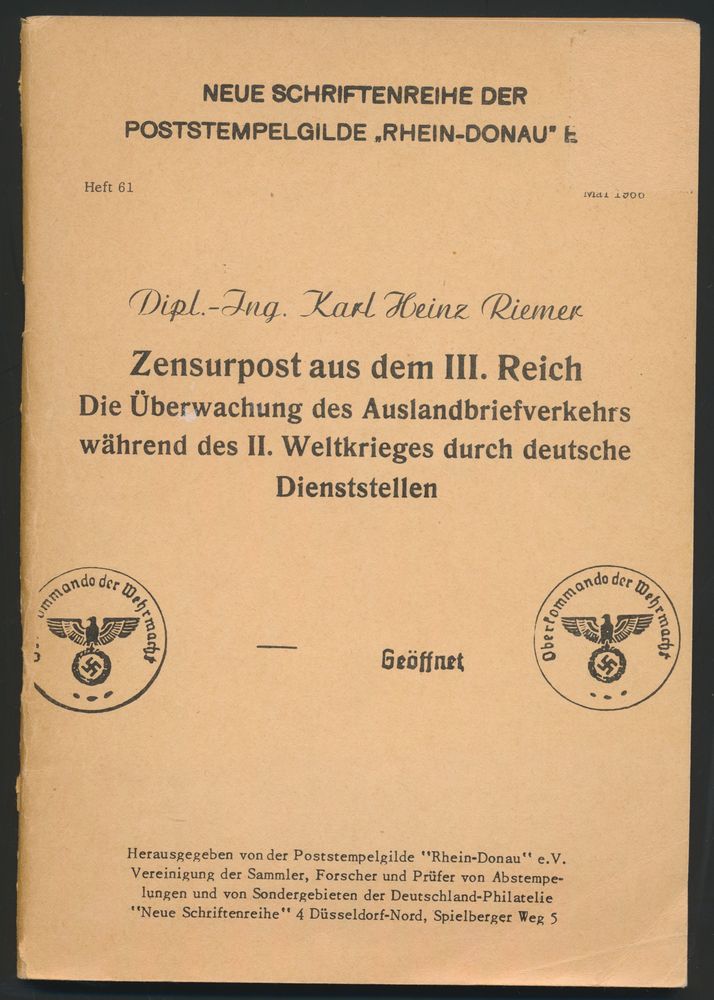 NEUE SCHRIFTENREIHE DER
POSTSTEMPELGILDE „RHEIN-DONAU"
Heft 61
Mai 1966
Dipl.-Ing. Karl Heinz Riemer
Zensurpost aus dem III. Reich
Die Überwachung des Auslandbriefverkehrs
während des II. Weltkrieges durch deutsche
Dienststellen
ommando der Wehrmacht
Geöffnet
Oberkommando der Wehrmacht
Herausgegeben von der Poststempelgilde "Rhein-Donau" e.V.
Vereinigung der Sammler, Forscher und Prüfer von Abstempe-
lungen und von Sondergebieten der Deutschland-Philatelie
"Neue Schriftenreihe" 4 Düsseldorf-Nord, Spielberger Weg 5